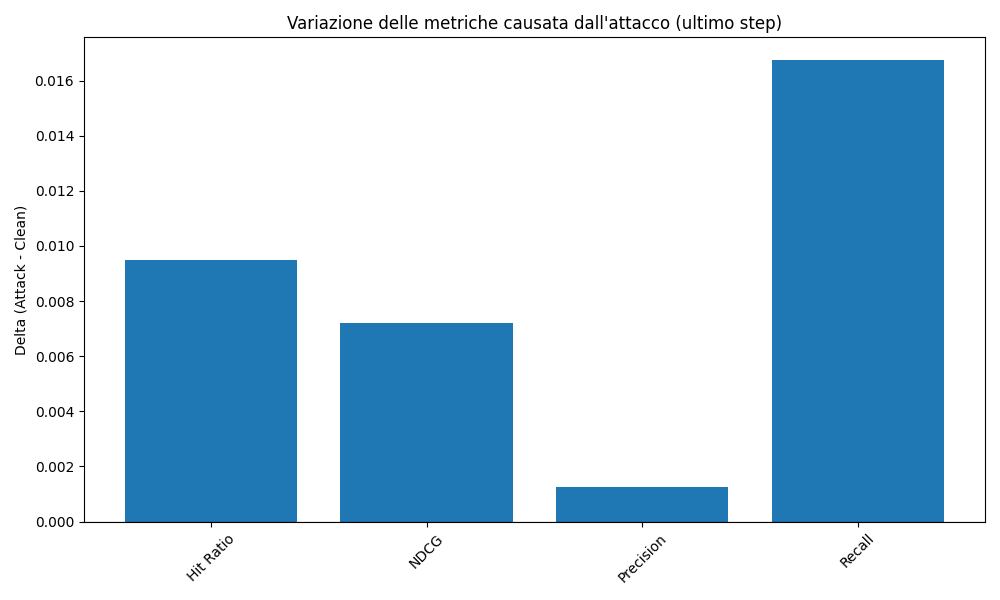 Variazione delle metriche causata dall'attacco (ultimo step)
Delta (Attack - Clean)
0.016
0.014
0.012
0.010
0.008
0.006
0.004
0.002
0.000
Hit Ratio
NDCG
Precision
Recall